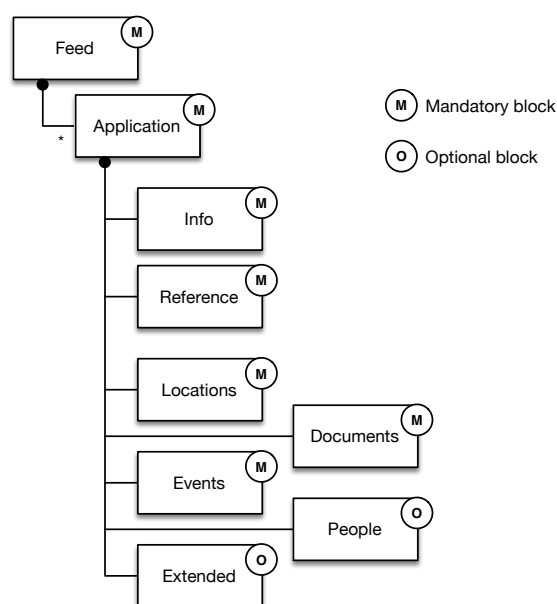 Feed
M
Application
M
*
M Mandatory block
O Optional block
Info
M
Reference
M
Locations
M
Documents
M
Events
M
People
O
Extended
O